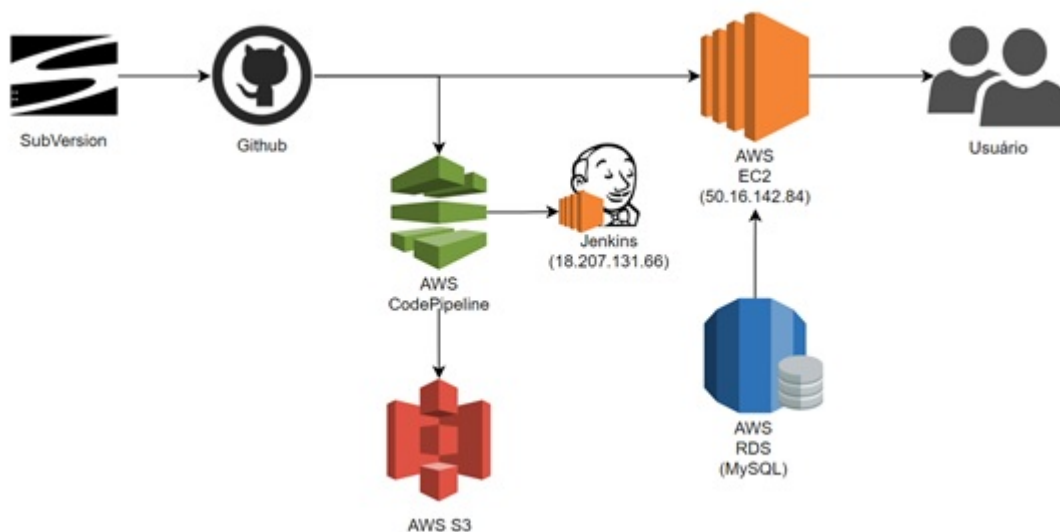 SubVersion
Github
AWS
EC2
(50.16.142.84)
Usuário
AWS
CodePipeline
Jenkins
(18.207.131.66)
AWS
RDS
(MySQL)
AWS S3